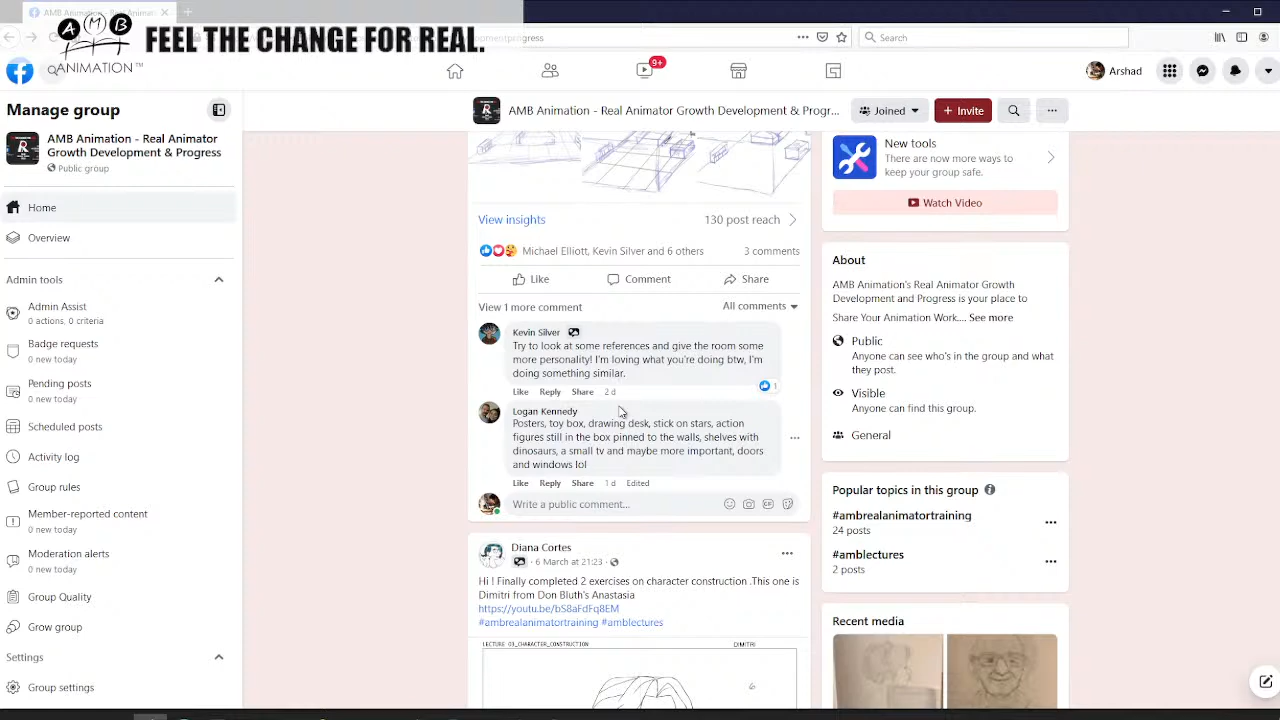 AMB Animation - Real Animator
AMB
ANIMATION™
FEEL THE CHANGE FOR REAL.
Search
9+
Arshad
Manage group
AMB Animation - Real Animator
Growth Development & Progress
Public group
Home
Overview
Admin tools
Admin Assist
0 actions, 0 criteria
Badge requests
0 new today
Pending posts
0 new today
Scheduled posts
Activity log
Group rules
Member-reported content
0 new today
Moderation alerts
0 new today
Group Quality
Grow group
Settings
Group settings
AMB Animation - Real Animator Growth Development & Progr...
Joined
+ Invite
View insights
130 post reach
Michael Elliott, Kevin Silver and 6 others
3 comments
Like
Comment
Share
View 1 more comment
All comments
Kevin Silver
Try to look at some references and give the room some
more personality! I'm loving what you're doing btw, I'm
doing something similar.
1
Like Reply Share 2 d
Logan Kennedy
Posters, toy box, drawing desk, stick on stars, action
figures still in the box pinned to the walls, shelves with
dinosaurs, a small tv and maybe more important, doors
and windows lol
Like Reply Share 1 d Edited
Write a public comment...
Diana Cortes
· 6 March at 21:23 ·
Hi ! Finally completed 2 exercises on character construction .This one is
Dimitri from Don Bluth's Anastasia
https://youtu.be/bS8aFdFq8EM
#ambrealanimatortraining #amblectures
LECTURE 03_CHARACTER_CONSTRUCTION
DIMITRI
New tools
There are now more ways to
keep your group safe.
Watch Video
About
AMB Animation's Real Animator Growth
Development and Progress is your place to
Share Your Animation Work.... See more
Public
Anyone can see who's in the group and what
they post.
Visible
Anyone can find this group.
General
Popular topics in this group
#ambrealanimatortraining
24 posts
#amblectures
2 posts
Recent media